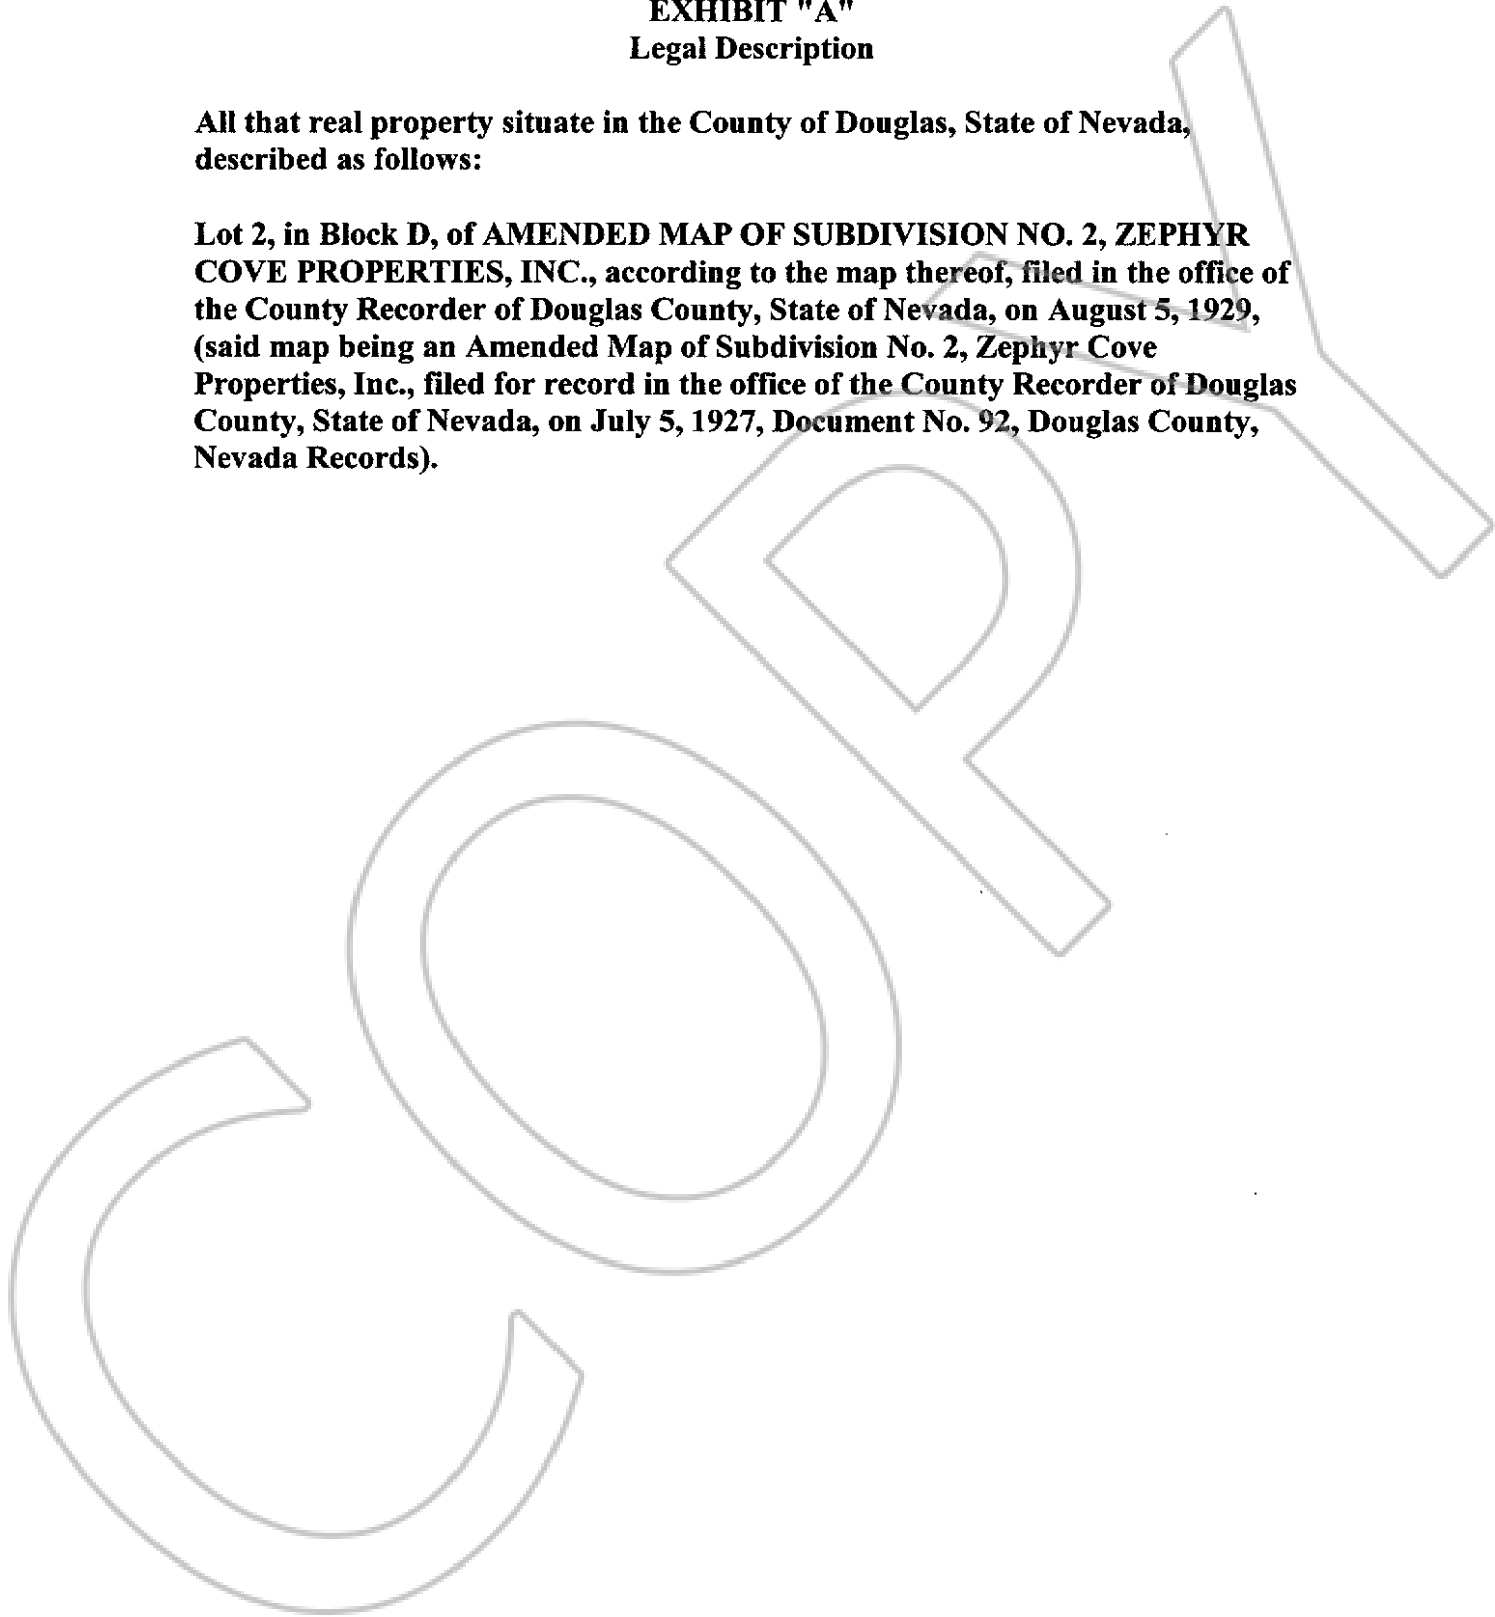 EXHIBIT "A"
Legal Description
All that real property situate in the County of Douglas, State of Nevada,
described as follows:
Lot 2, in Block D, of AMENDED MAP OF SUBDIVISION NO. 2, ZEPHYR
COVE PROPERTIES, INC., according to the map thereof, filed in the office of
the County Recorder of Douglas County, State of Nevada, on August 5, 1929,
(said map being an Amended Map of Subdivision No. 2, Zephyr Cove
Properties, Inc., filed for record in the office of the County Recorder of Douglas
County, State of Nevada, on July 5, 1927, Document No. 92, Douglas County,
Nevada Records).
COPY